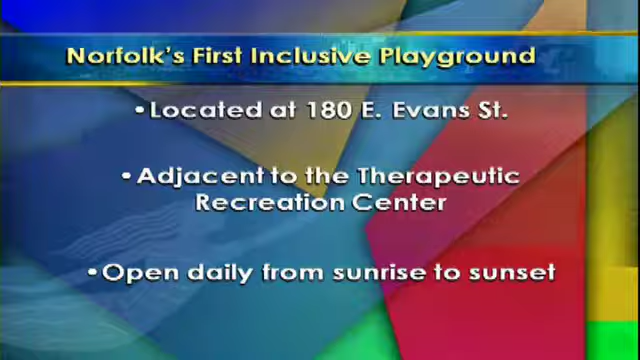 Norfolk's First Inclusive Playground
•Located at 180 E. Evans St.
•Adjacent to the Therapeutic
Recreation Center
•Open daily from sunrise to sunset